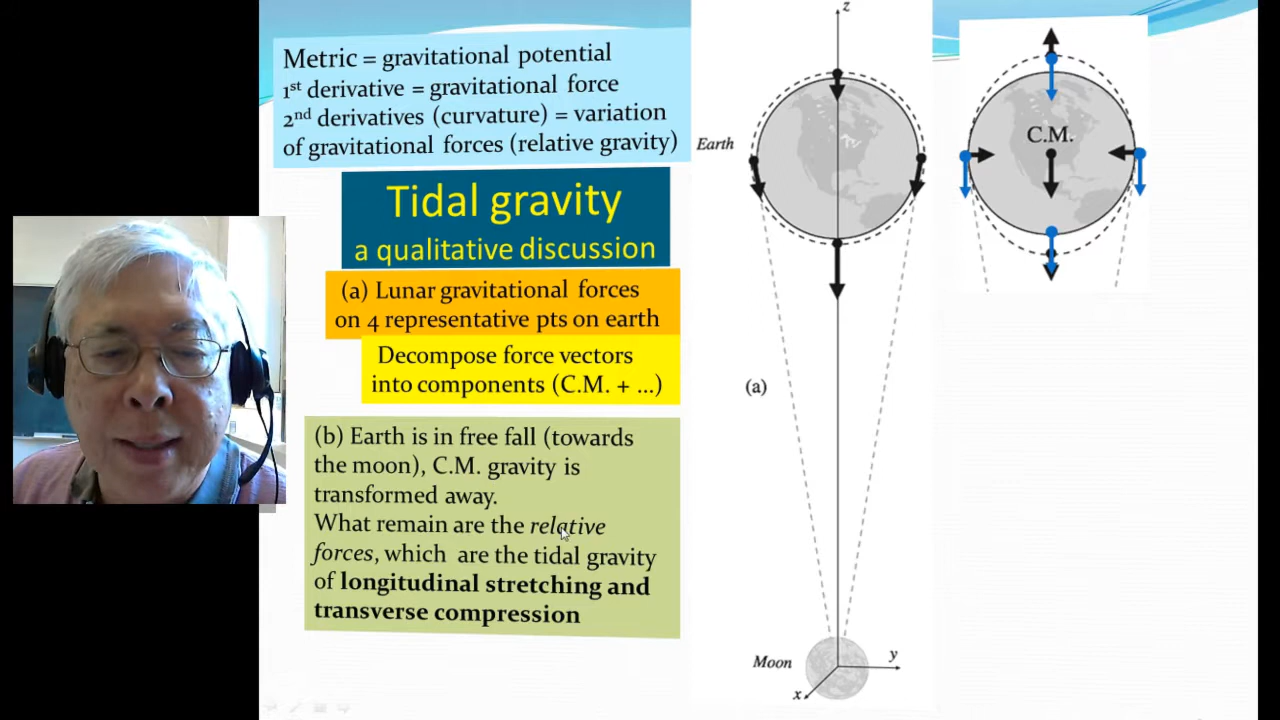 Metric = gravitational potential
1st derivative = gravitational force
2nd derivatives (curvature) = variation
of gravitational forces (relative gravity)
Tidal gravity
a qualitative discussion
(a) Lunar gravitational forces
on 4 representative pts on earth
Decompose force vectors
into components (C.M. + ...)
(b) Earth is in free fall (towards
the moon), C.M. gravity is
transformed away.
What remain are the relative
forces, which are the tidal gravity
of longitudinal stretching and
transverse compression
z
Earth
(a)
Moon
y
x
C.M.